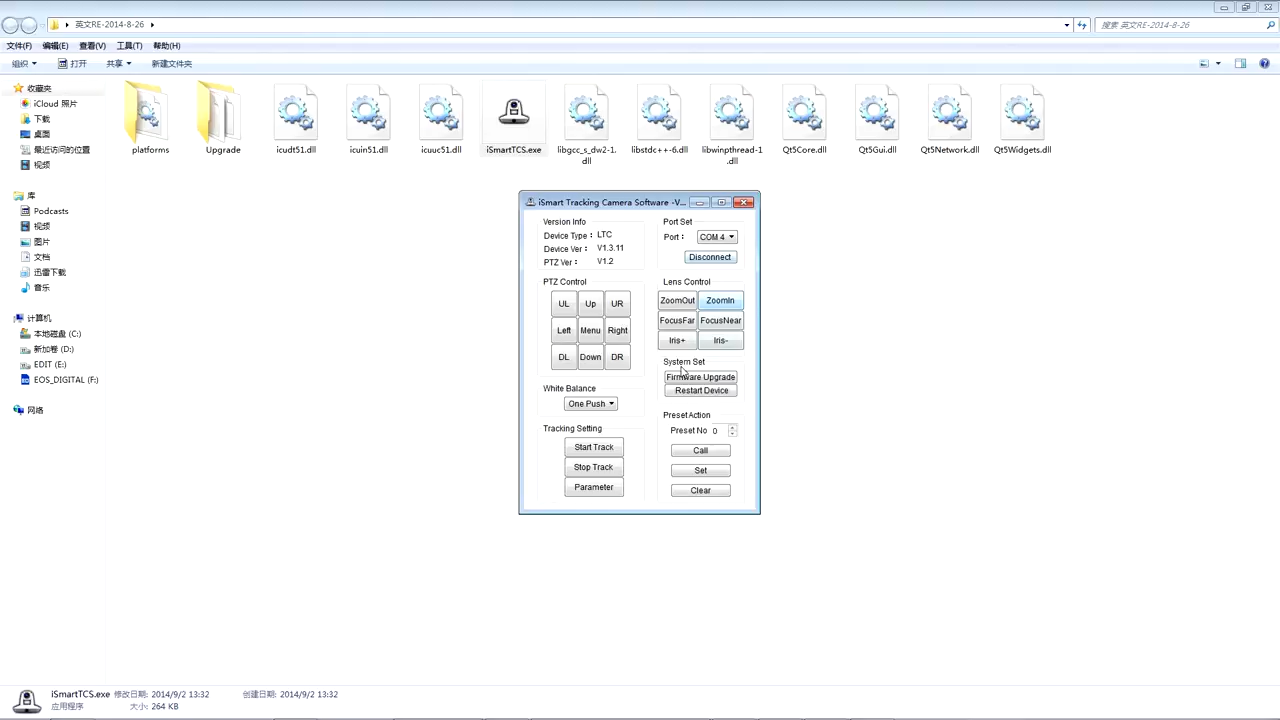 英文RE-2014-8-26
搜索 英文RE-2014-8-26
文件(F) 编辑(E) 查看(V) 工具(T) 帮助(H)
组织 打开 共享 新建文件夹
收藏夹
iCloud 照片
下载
桌面
最近访问的位置
视频
库
Podcasts
视频
图片
文档
迅雷下载
音乐
计算机
本地磁盘 (C:)
新加卷 (D:)
EDIT (E:)
EOS_DIGITAL (F:)
网络
platforms
Upgrade
icudt51.dll
icuin51.dll
icuuc51.dll
iSmartTCS.exe
libgcc_s_dw2-1.
dll
libstdc++-6.dll
libwinpthread-1
.dll
Qt5Core.dll
Qt5Gui.dll
Qt5Network.dll
Qt5Widgets.dll
iSmart Tracking Camera Software -V...
Version Info
Device Type : LTC
Device Ver : V1.3.11
PTZ Ver : V1.2
Port Set
Port : COM 4
Disconnect
PTZ Control
UL Up UR
Left Menu Right
DL Down DR
Lens Control
ZoomOut ZoomIn
FocusFar FocusNear
Iris+ Iris-
System Set
Firmware Upgrade
Restart Device
White Balance
One Push
Tracking Setting
Start Track
Stop Track
Parameter
Preset Action
Preset No 0
Call
Set
Clear
iSmartTCS.exe 修改日期: 2014/9/2 13:32 创建日期: 2014/9/2 13:32
应用程序 大小: 264 KB